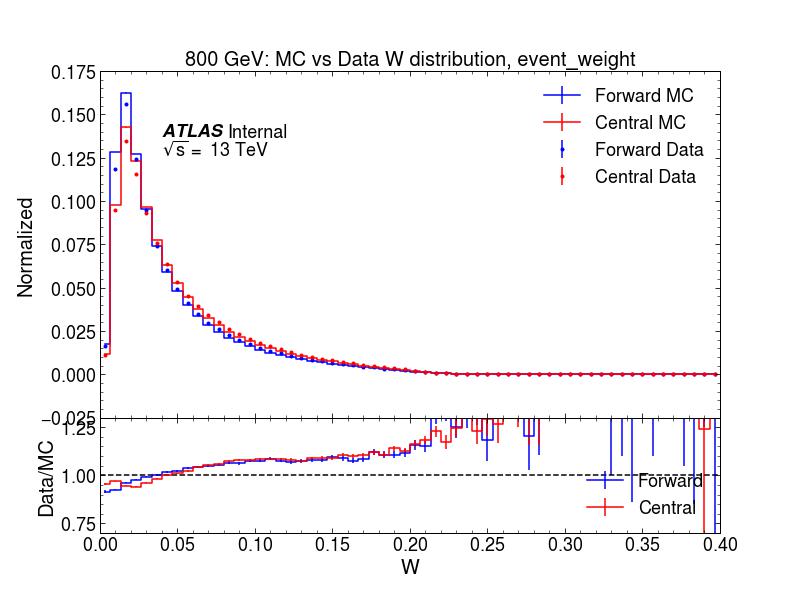 800 GeV: MC vs Data W distribution, event_weight
0.175
0.150
0.125
0.100
0.075
0.050
0.025
0.000
−0.025
Normalized
ATLAS Internal
√s = 13 TeV
Forward MC
Central MC
Forward Data
Central Data
1.25
1.00
0.75
Data/MC
Forward
Central
0.00 0.05 0.10 0.15 0.20 0.25 0.30 0.35 0.40
W